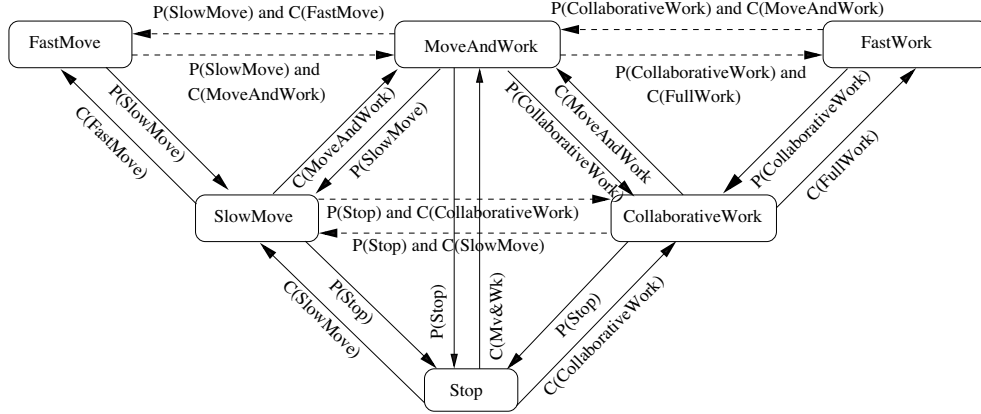 P(SlowMove) and C(FastMove)
P(CollaborativeWork) and C(MoveAndWork)
FastMove
MoveAndWork
FastWork
P(SlowMove) and
C(MoveAndWork)
P(CollaborativeWork) and
C(FullWork)
P(SlowMove)
C(FastMove)
C(MoveAndWork)
P(SlowMove)
C(MoveAndWork
P(CollaborativeWork)
P(CollaborativeWork)
C(FullWork)
SlowMove
P(Stop) and C(CollaborativeWork)
P(Stop) and C(SlowMove)
CollaborativeWork
P(Stop)
C(SlowMove)
P(Stop)
C(Mv&Wk)
P(Stop)
C(CollaborativeWork)
Stop